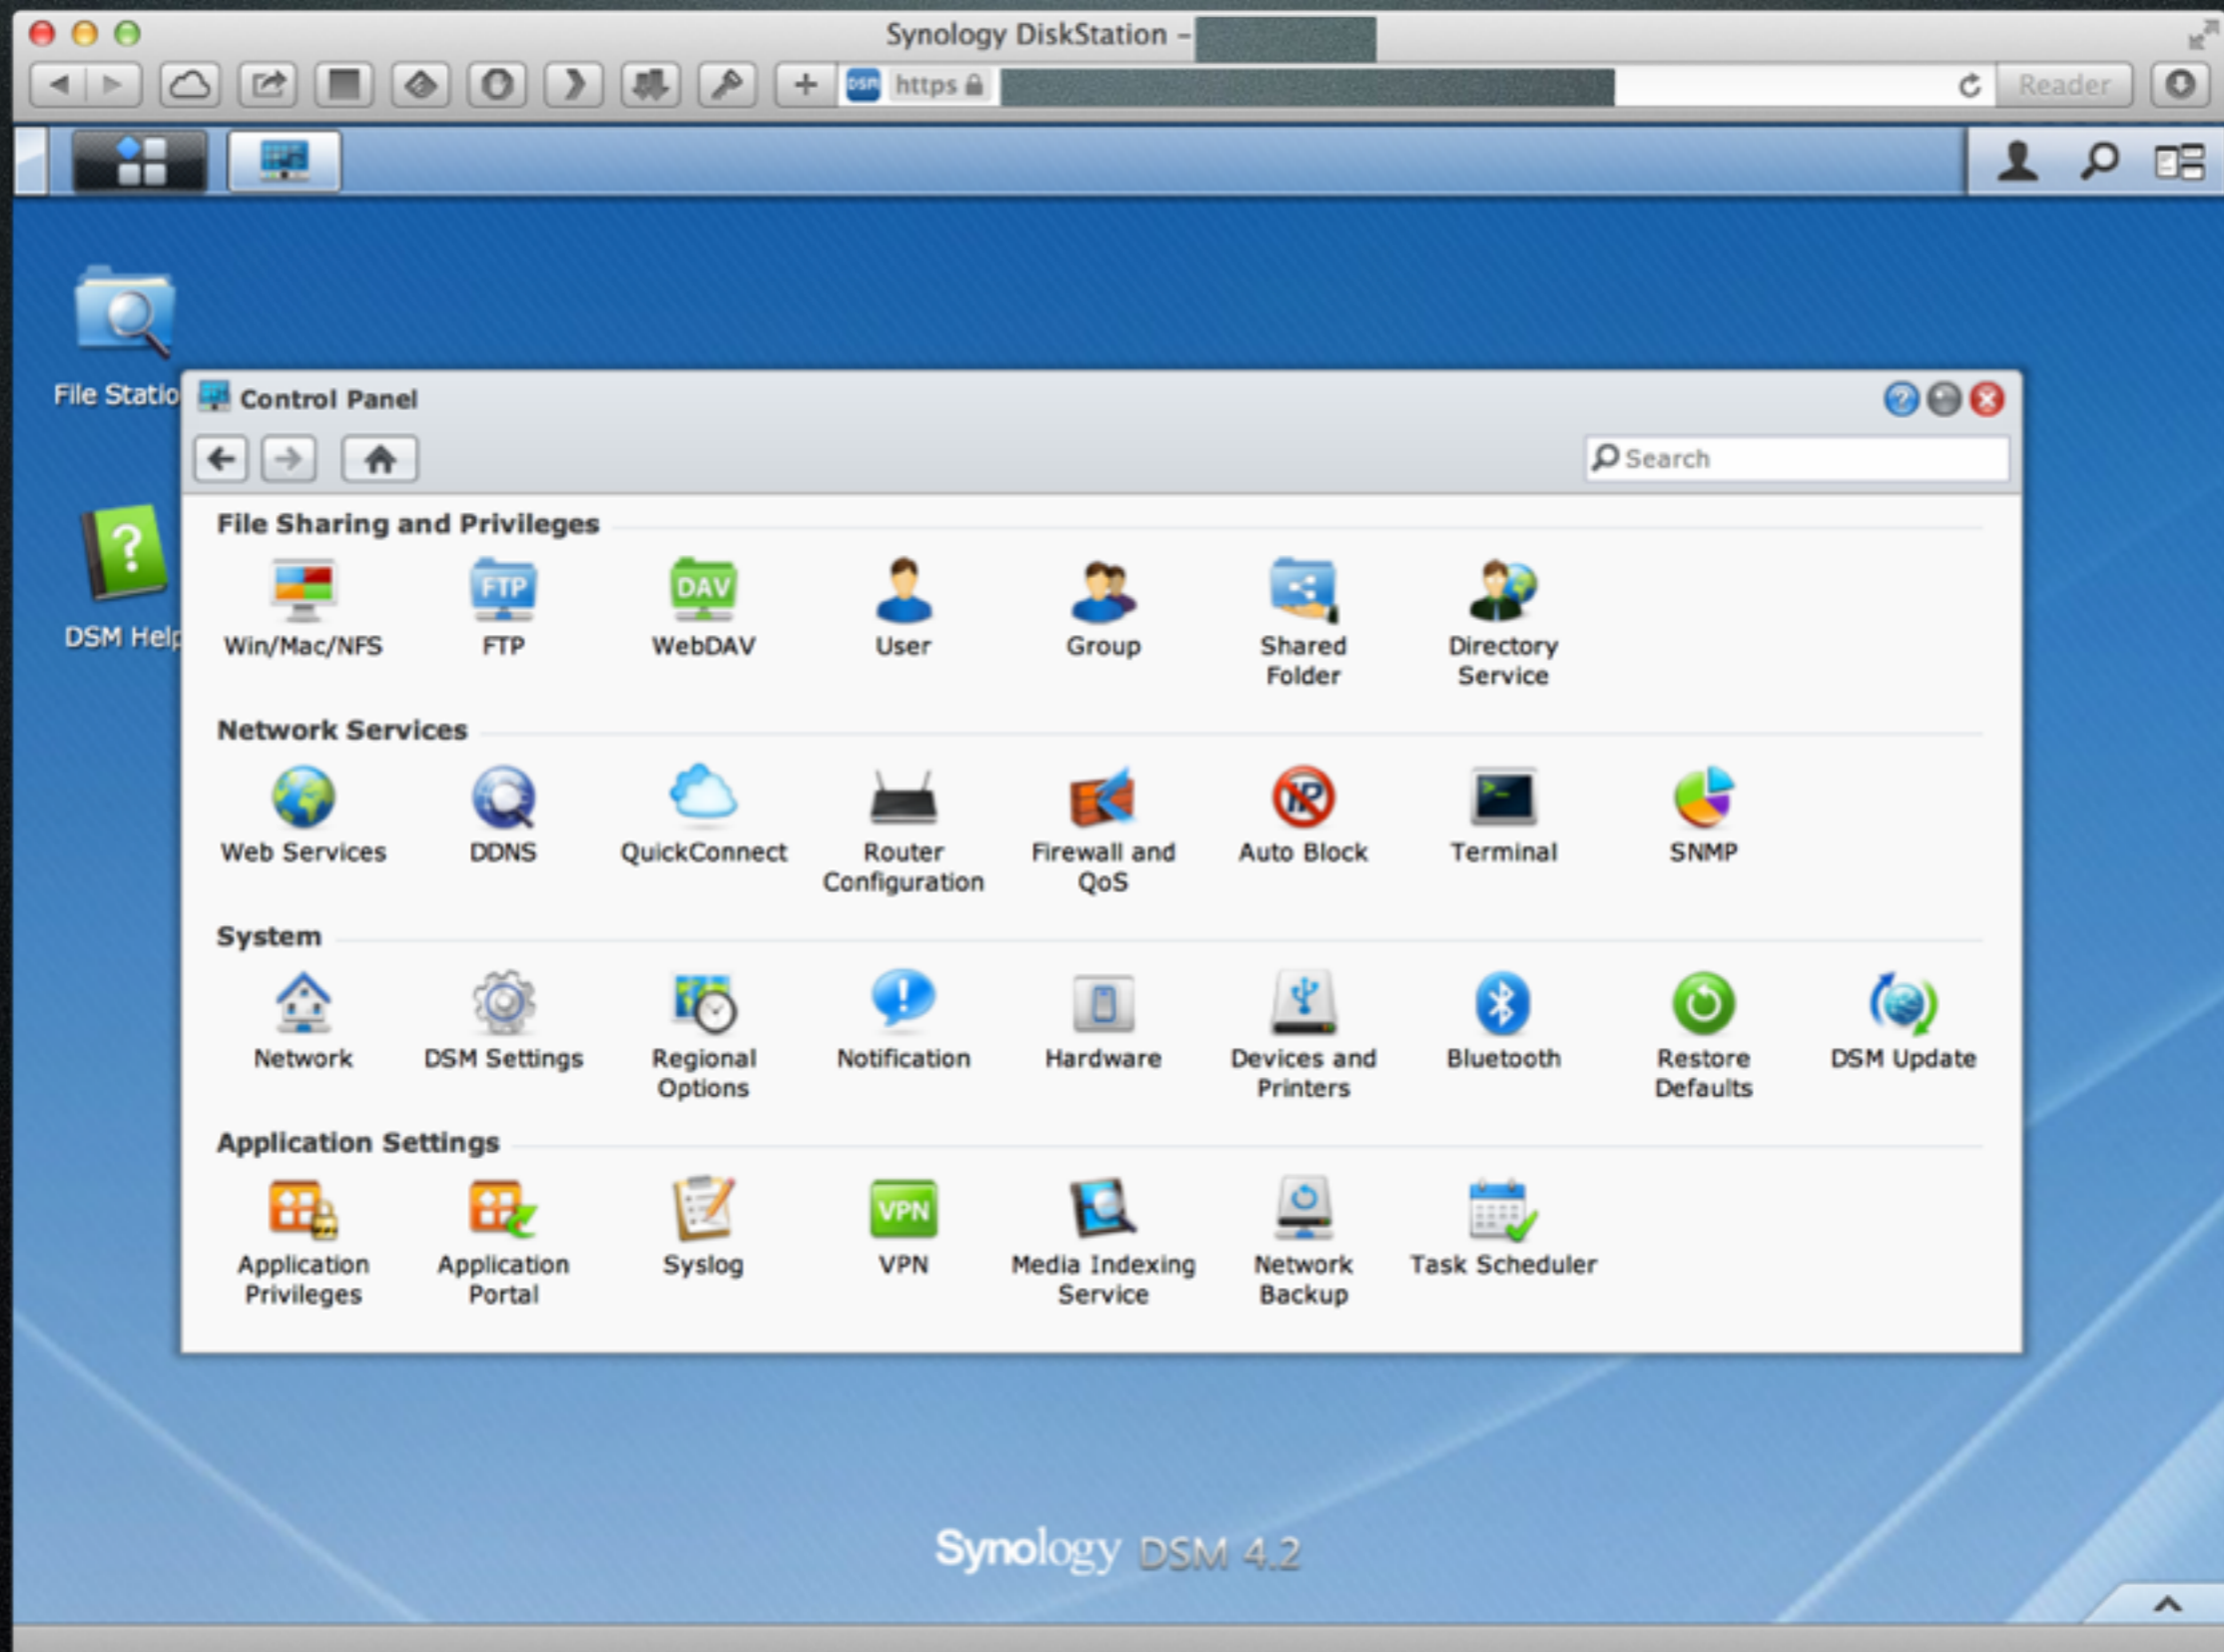 Synology DiskStation –
DSM https Reader
File Statio
DSM Help
Control Panel
Search
File Sharing and Privileges
FTP DAV
Win/Mac/NFS FTP WebDAV User Group Shared Folder Directory Service
Network Services
IP
Web Services DDNS QuickConnect Router Configuration Firewall and QoS Auto Block Terminal SNMP
System
Network DSM Settings Regional Options Notification Hardware Devices and Printers Bluetooth Restore Defaults DSM Update
Application Settings
VPN
Application Privileges Application Portal Syslog VPN Media Indexing Service Network Backup Task Scheduler
Synology DSM 4.2